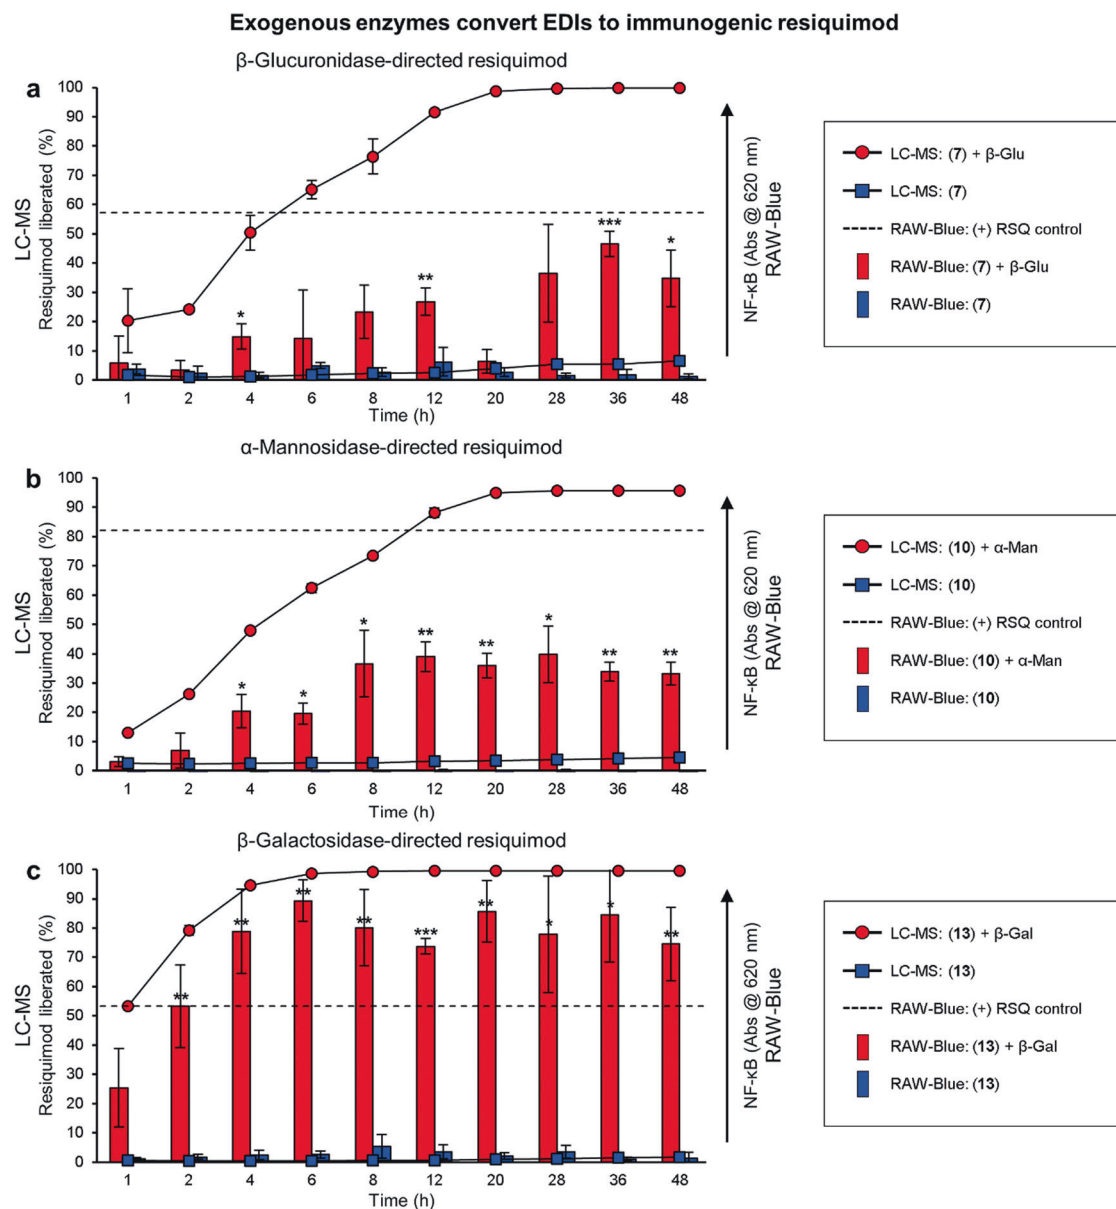 Exogenous enzymes convert EDIs to immunogenic resiquimod
β-Glucuronidase-directed resiquimod
a
100
90
80
70
60
50
40
30
20
10
0
LC-MS
Resiquimod liberated (%)
*
**
***
*
1 2 4 6 8 12 20 28 36 48
Time (h)
NF-κB (Abs @ 620 nm)
RAW-Blue
LC-MS: (7) + β-Glu
LC-MS: (7)
RAW-Blue: (+) RSQ control
RAW-Blue: (7) + β-Glu
RAW-Blue: (7)
α-Mannosidase-directed resiquimod
b
100
90
80
70
60
50
40
30
20
10
0
LC-MS
Resiquimod liberated (%)
*
*
*
**
**
*
**
**
1 2 4 6 8 12 20 28 36 48
Time (h)
NF-κB (Abs @ 620 nm)
RAW-Blue
LC-MS: (10) + α-Man
LC-MS: (10)
RAW-Blue: (+) RSQ control
RAW-Blue: (10) + α-Man
RAW-Blue: (10)
β-Galactosidase-directed resiquimod
c
100
90
80
70
60
50
40
30
20
10
0
LC-MS
Resiquimod liberated (%)
**
**
**
**
***
**
*
*
**
1 2 4 6 8 12 20 28 36 48
Time (h)
NF-κB (Abs @ 620 nm)
RAW-Blue
LC-MS: (13) + β-Gal
LC-MS: (13)
RAW-Blue: (+) RSQ control
RAW-Blue: (13) + β-Gal
RAW-Blue: (13)